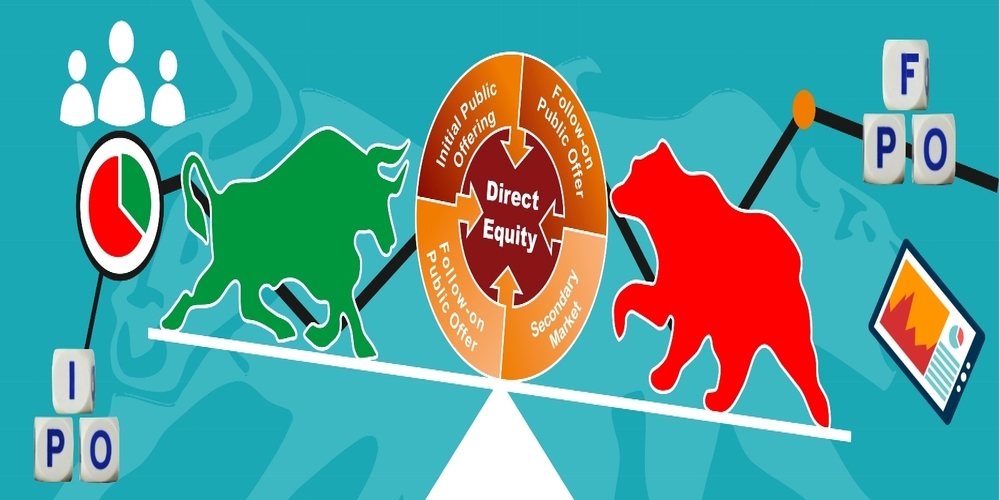 F
P O
Initial Public
Offering
Follow-on
Public Offer
Direct
Equity
Follow-on
Public Offer
Secondary
Market
I
P O